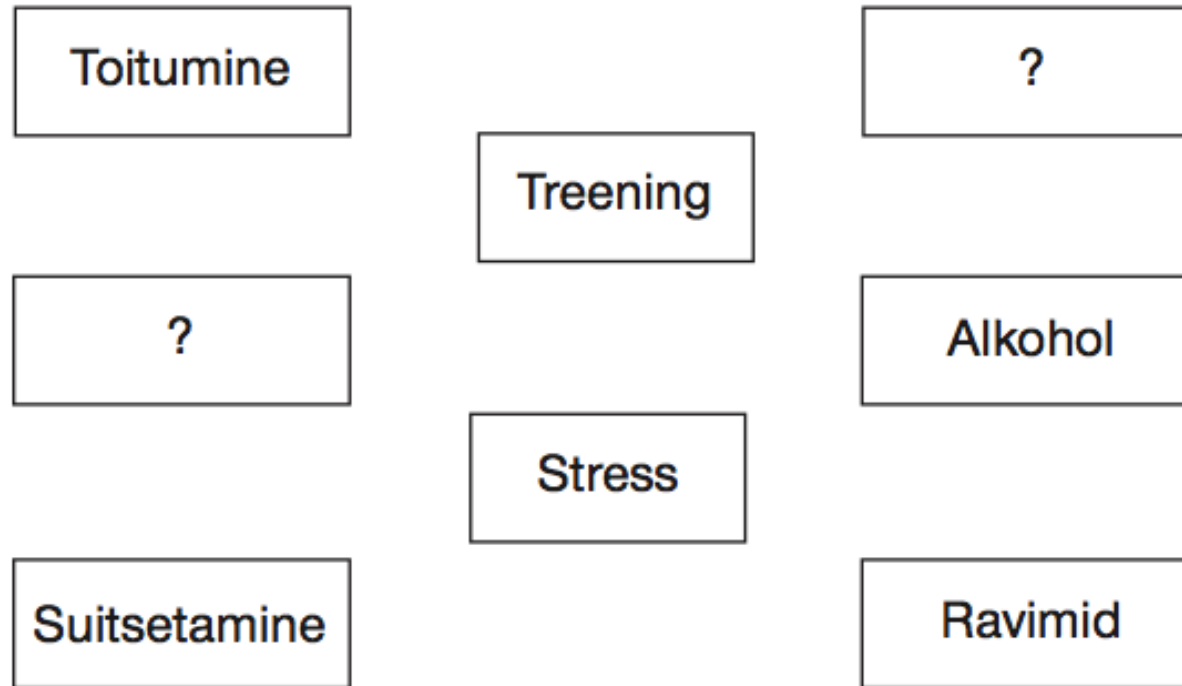 Toitumine
?
Treening
?
Alkohol
Stress
Suitsetamine
Ravimid